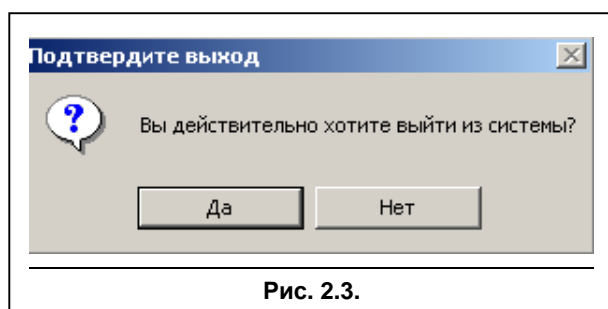 Подтвердите выход
Вы действительно хотите выйти из системы?
Да
Нет
Рис. 2.3.